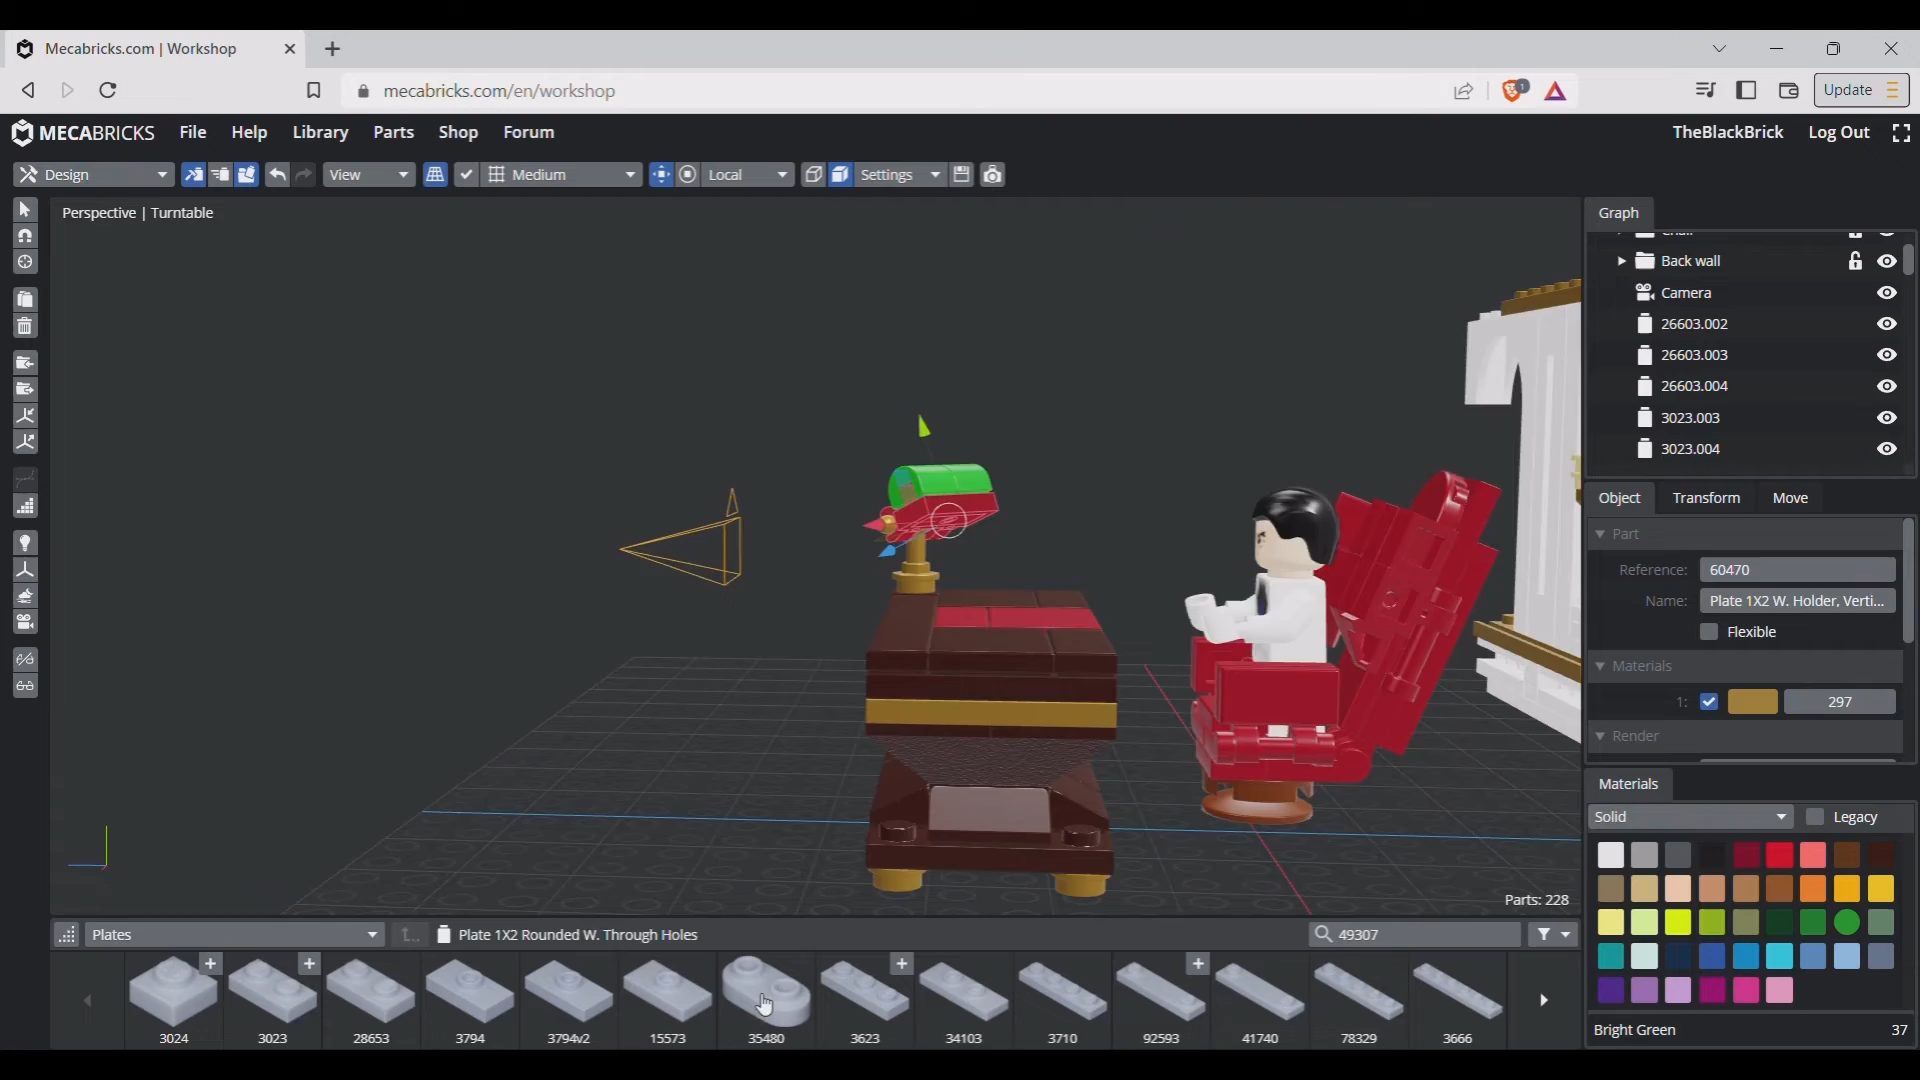 Mecabricks.com | Workshop
mecabricks.com/en/workshop
1
Update
MECABRICKS
File
Help
Library
Parts
Shop
Forum
TheBlackBrick
Log Out
Design
View
Medium
Local
Settings
Perspective | Turntable
Graph
Back wall
Camera
26603.002
26603.003
26603.004
3023.003
3023.004
Object
Transform
Move
Part
Reference:
60470
Name:
Plate 1X2 W. Holder, Verti...
Flexible
Materials
1:
297
Render
Materials
Solid
Legacy
Parts: 228
Plates
Plate 1X2 Rounded W. Through Holes
49307
3024
3023
28653
3794
3794v2
15573
35480
3623
34103
3710
92593
41740
78329
3666
Bright Green
37